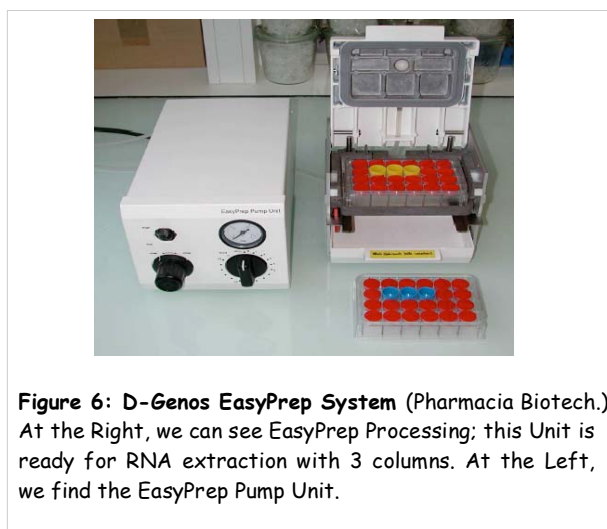 EasyPrep Pump Unit
Figure 6: D-Genos EasyPrep System (Pharmacia Biotech.)
At the Right, we can see EasyPrep Processing; this Unit is
ready for RNA extraction with 3 columns. At the Left,
we find the EasyPrep Pump Unit.